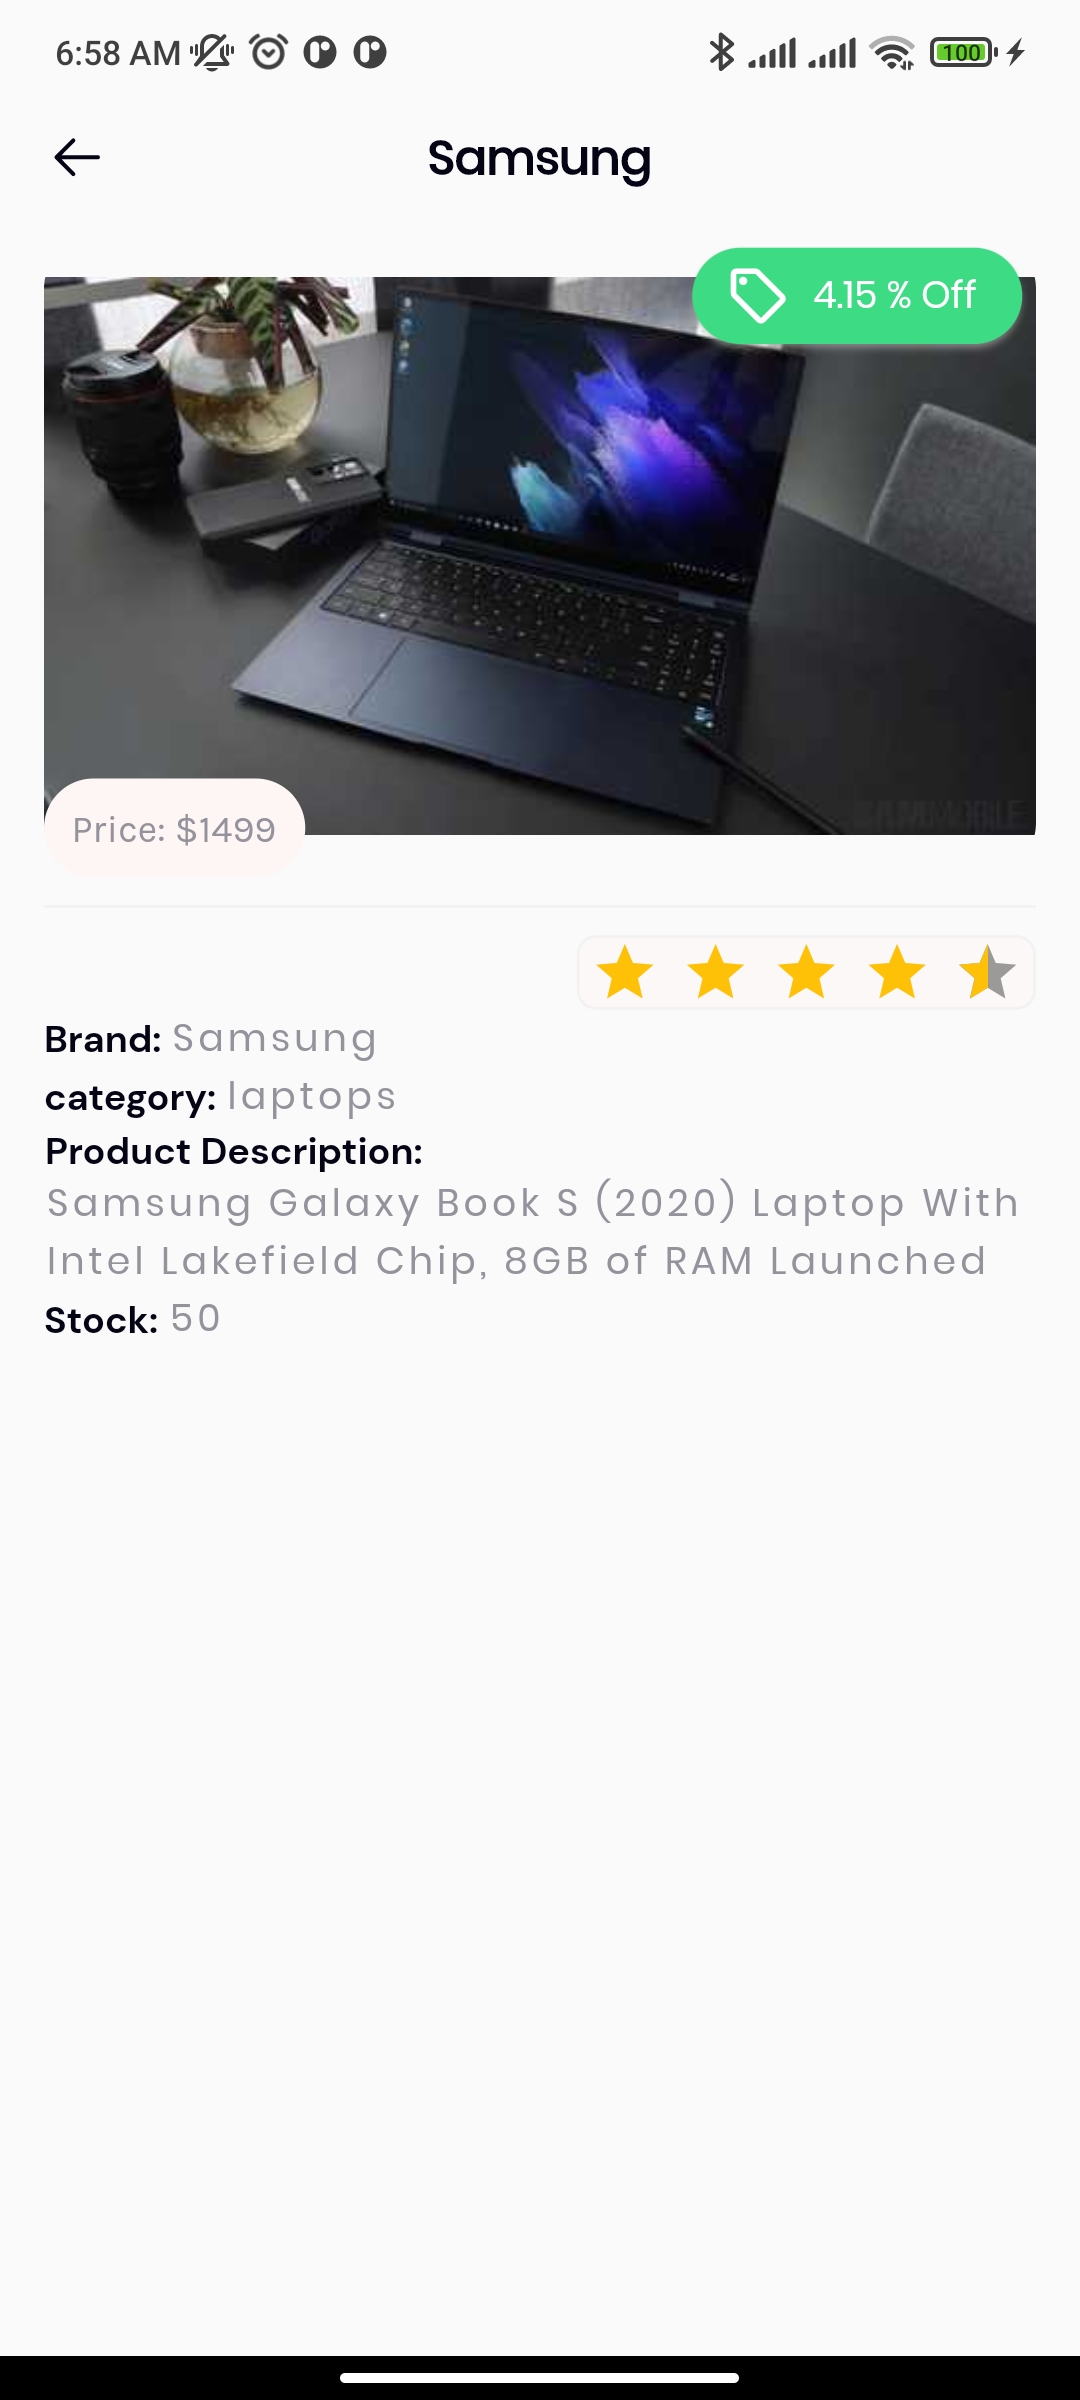 6:58 AM
100
Samsung
4.15 % Off
Price: $1499
Brand: Samsung
category: laptops
Product Description:
Samsung Galaxy Book S (2020) Laptop With
Intel Lakefield Chip, 8GB of RAM Launched
Stock: 50